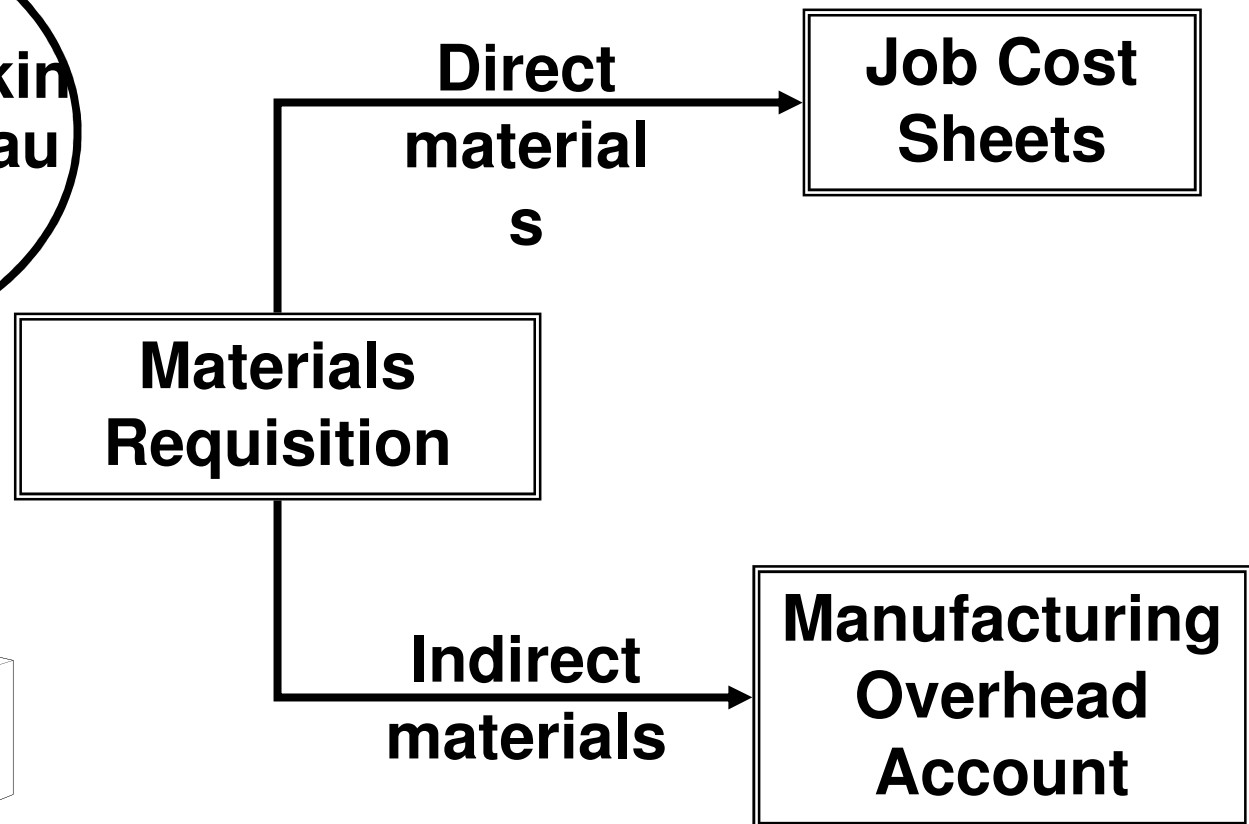 Direct
material
s
Job Cost
Sheets
Materials
Requisition
Indirect
materials
Manufacturing
Overhead
Account